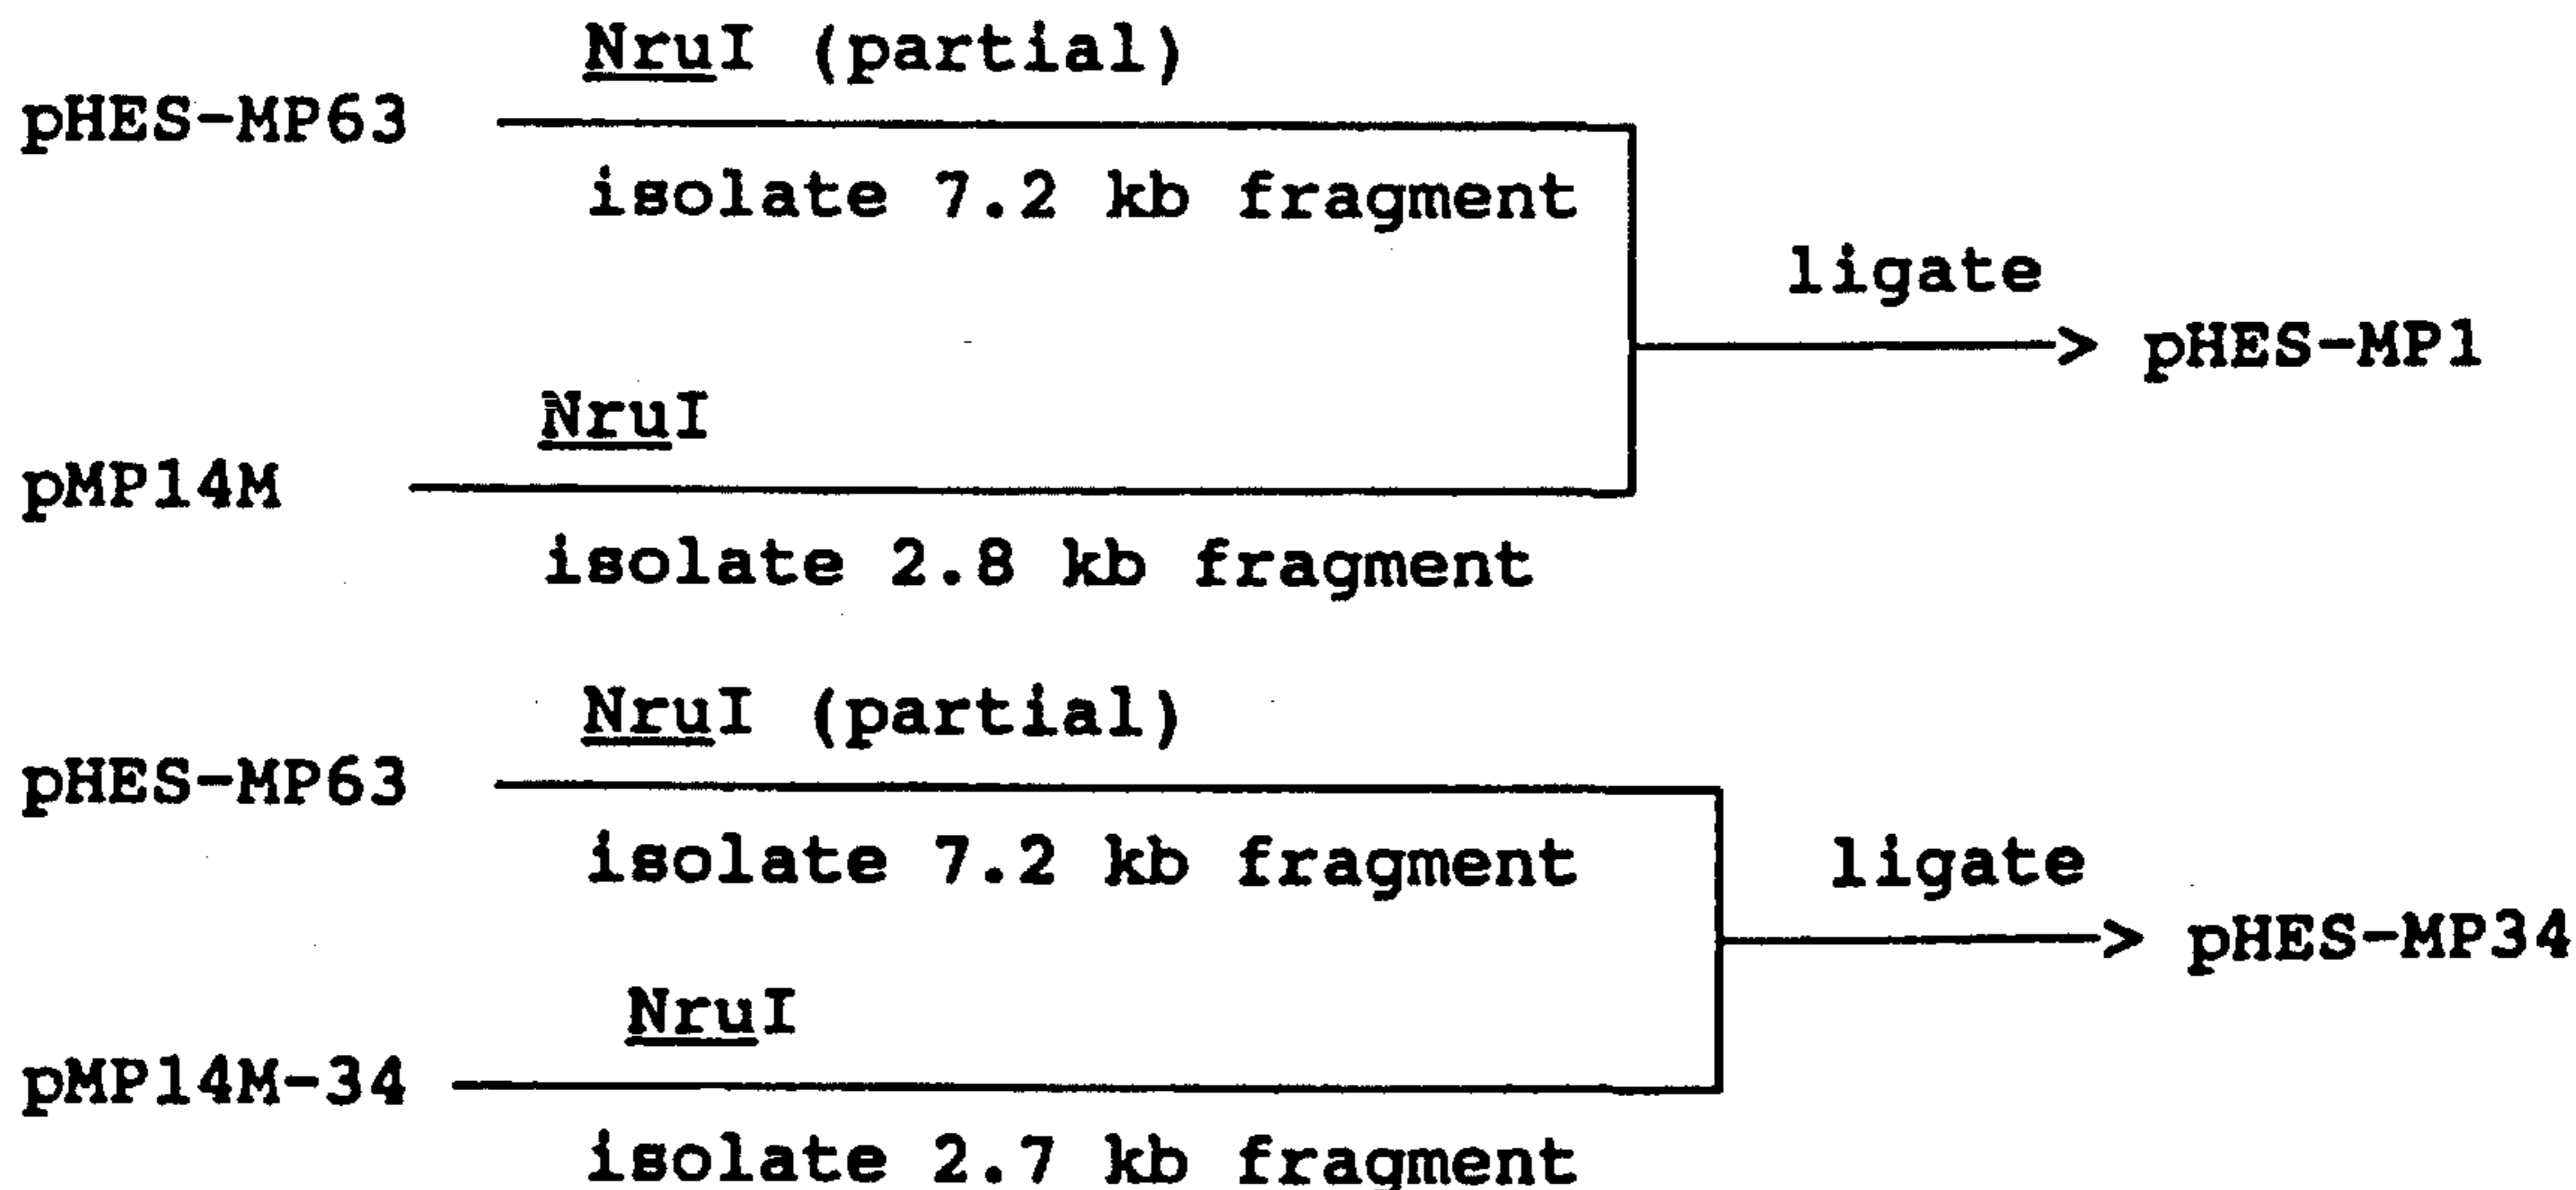 NruI (partial)
pHES-MP63
isolate 7.2 kb fragment
ligate
> pHES-MP1
NruI
pMP14M
isolate 2.8 kb fragment
NruI (partial)
pHES-MP63
isolate 7.2 kb fragment
ligate
> pHES-MP34
NruI
pMP14M-34
isolate 2.7 kb fragment